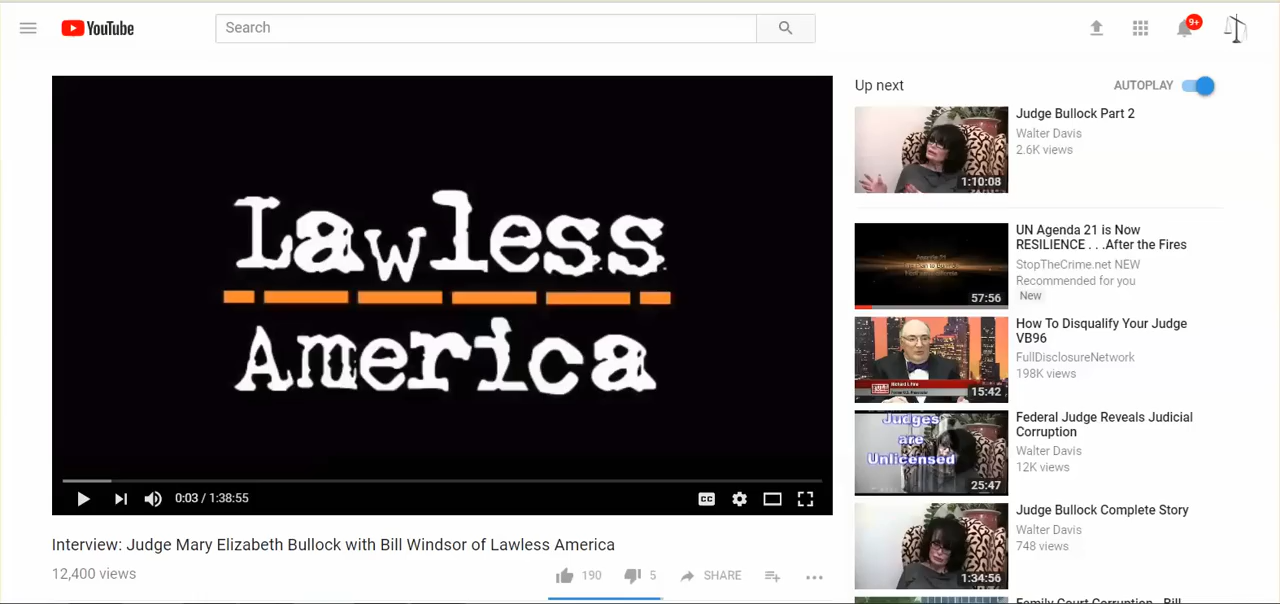 YouTube
Search
9+
Lawless
America
0:03 / 1:38:55
CC
Interview: Judge Mary Elizabeth Bullock with Bill Windsor of Lawless America
12,400 views
190
5
SHARE
Up next
AUTOPLAY
1:10:08
Judge Bullock Part 2
Walter Davis
2.6K views
57:56
UN Agenda 21 is Now
RESILIENCE . . .After the Fires
StopTheCrime.net NEW
Recommended for you
New
15:42
How To Disqualify Your Judge
VB96
FullDisclosureNetwork
198K views
Judges
are
Unlicensed
25:47
Federal Judge Reveals Judicial
Corruption
Walter Davis
12K views
1:34:56
Judge Bullock Complete Story
Walter Davis
748 views
Family Court Corruption - Bill